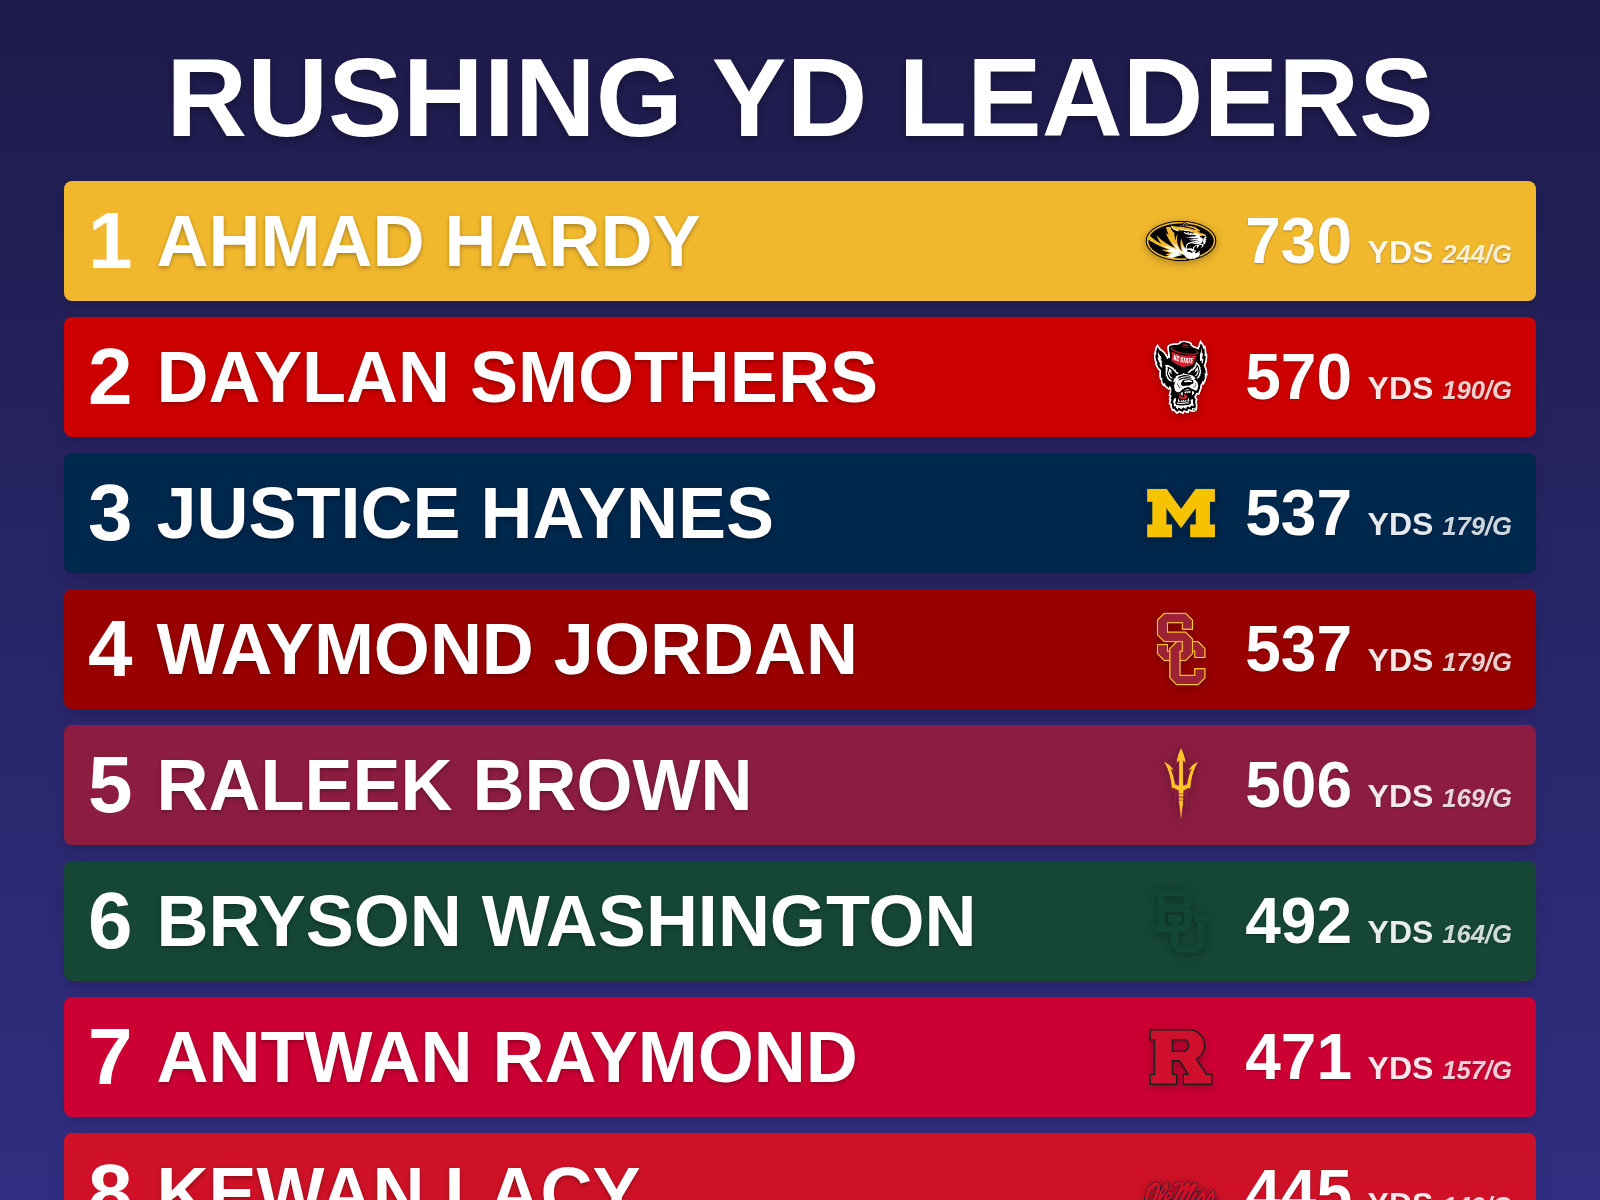 RUSHING YD LEADERS
1 AHMAD HARDY 730 YDS 244/G
2 DAYLAN SMOTHERS NC STATE 570 YDS 190/G
3 JUSTICE HAYNES M 537 YDS 179/G
4 WAYMOND JORDAN SC 537 YDS 179/G
5 RALEEK BROWN 506 YDS 169/G
6 BRYSON WASHINGTON BU 492 YDS 164/G
7 ANTWAN RAYMOND R 471 YDS 157/G
8 KEWAN LACY Ole Miss 445 YDS